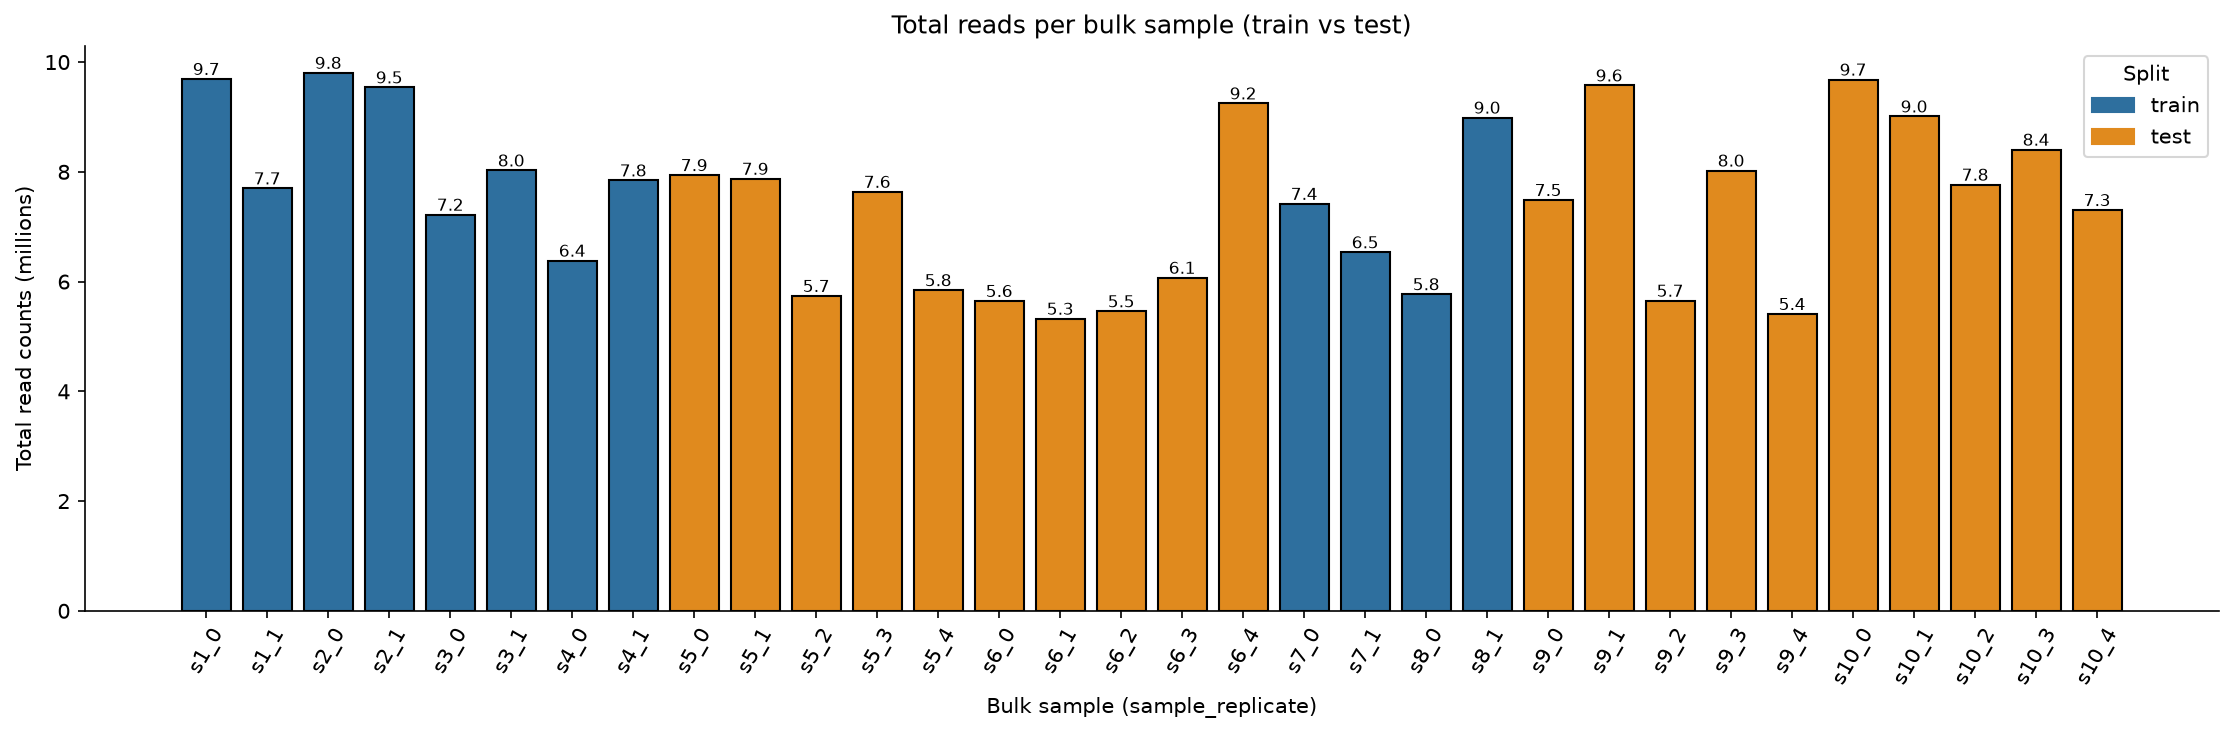 Total reads per bulk sample (train vs test)
Total read counts (millions)
10
8
6
4
2
0
9.7
7.7
9.8
9.5
7.2
8.0
6.4
7.8
7.9
7.9
5.7
7.6
5.8
5.6
5.3
5.5
6.1
9.2
7.4
6.5
5.8
9.0
7.5
9.6
5.7
8.0
5.4
9.7
9.0
7.8
8.4
7.3
Split
train
test
s1_0
s1_1
s2_0
s2_1
s3_0
s3_1
s4_0
s4_1
s5_0
s5_1
s5_2
s5_3
s5_4
s6_0
s6_1
s6_2
s6_3
s6_4
s7_0
s7_1
s8_0
s8_1
s9_0
s9_1
s9_2
s9_3
s9_4
s10_0
s10_1
s10_2
s10_3
s10_4
Bulk sample (sample_replicate)